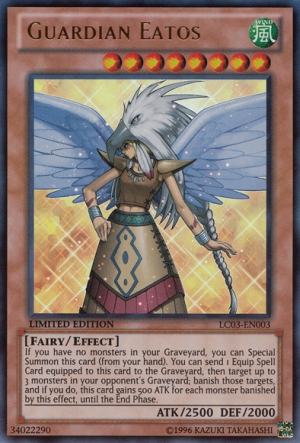 GUARDIAN EATOS
WIND
風
LIMITED EDITION
LC03-EN003
[FAIRY/EFFECT]
If you have no monsters in your Graveyard, you can Special
Summon this card (from your hand). You can send 1 Equip Spell
Card equipped to this card to the Graveyard, then target up to
3 monsters in your opponent's Graveyard; banish those targets,
and if you do, this card gains 500 ATK for each monster banished
by this effect, until the End Phase.
ATK/2500 DEF/2000
34022290
©1996 KAZUKI TAKAHASHI